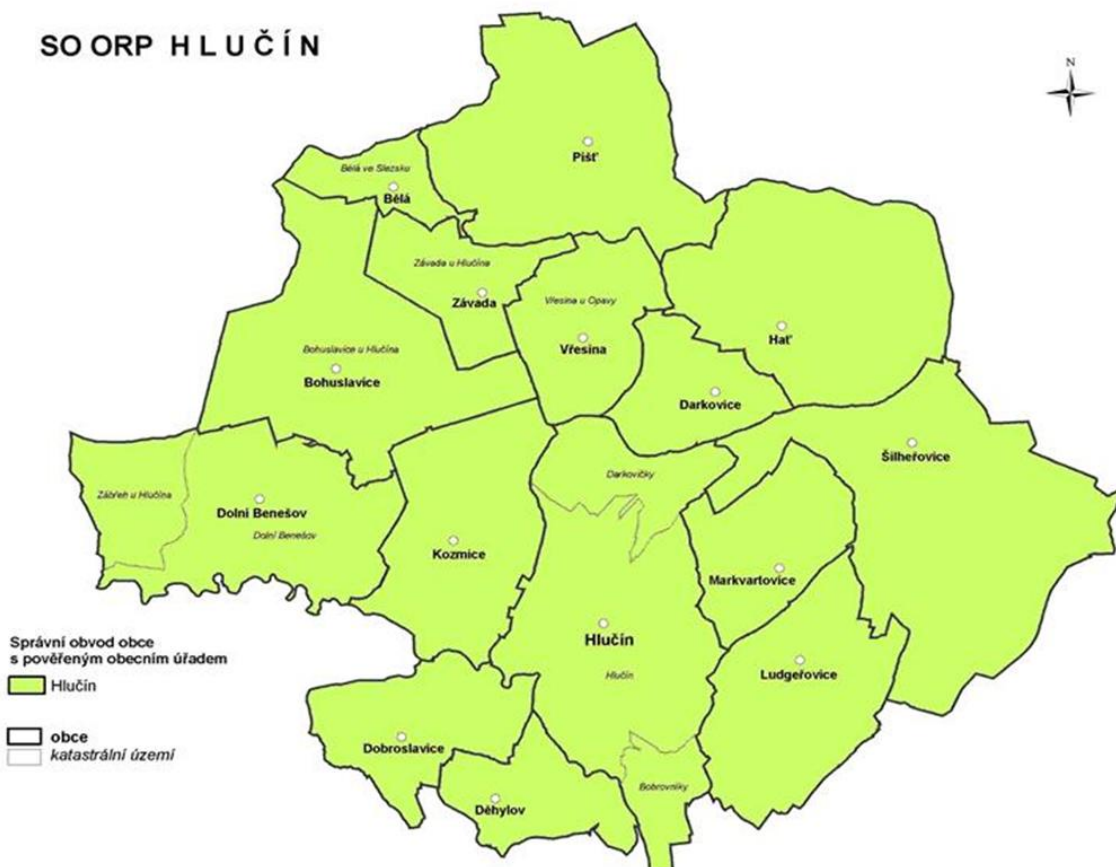 SO ORP H L U Č Í N
N
Píšť
Bělá ve Slezsku
Bělá
Závada u Hlučína
Závada
Vřesina u Opavy
Vřesina
Hať
Bohuslavice u Hlučína
Bohuslavice
Darkovice
Šilheřovice
Darkovičky
Zábřeh u Hlučína
Dolní Benešov
Dolní Benešov
Kozmice
Markvartovice
Hlučín
Hlučín
Ludgeřovice
Dobroslavice
Děhylov
Bobrovníky
Správní obvod obce
s pověřeným obecním úřadem
Hlučín
obce
katastrální území